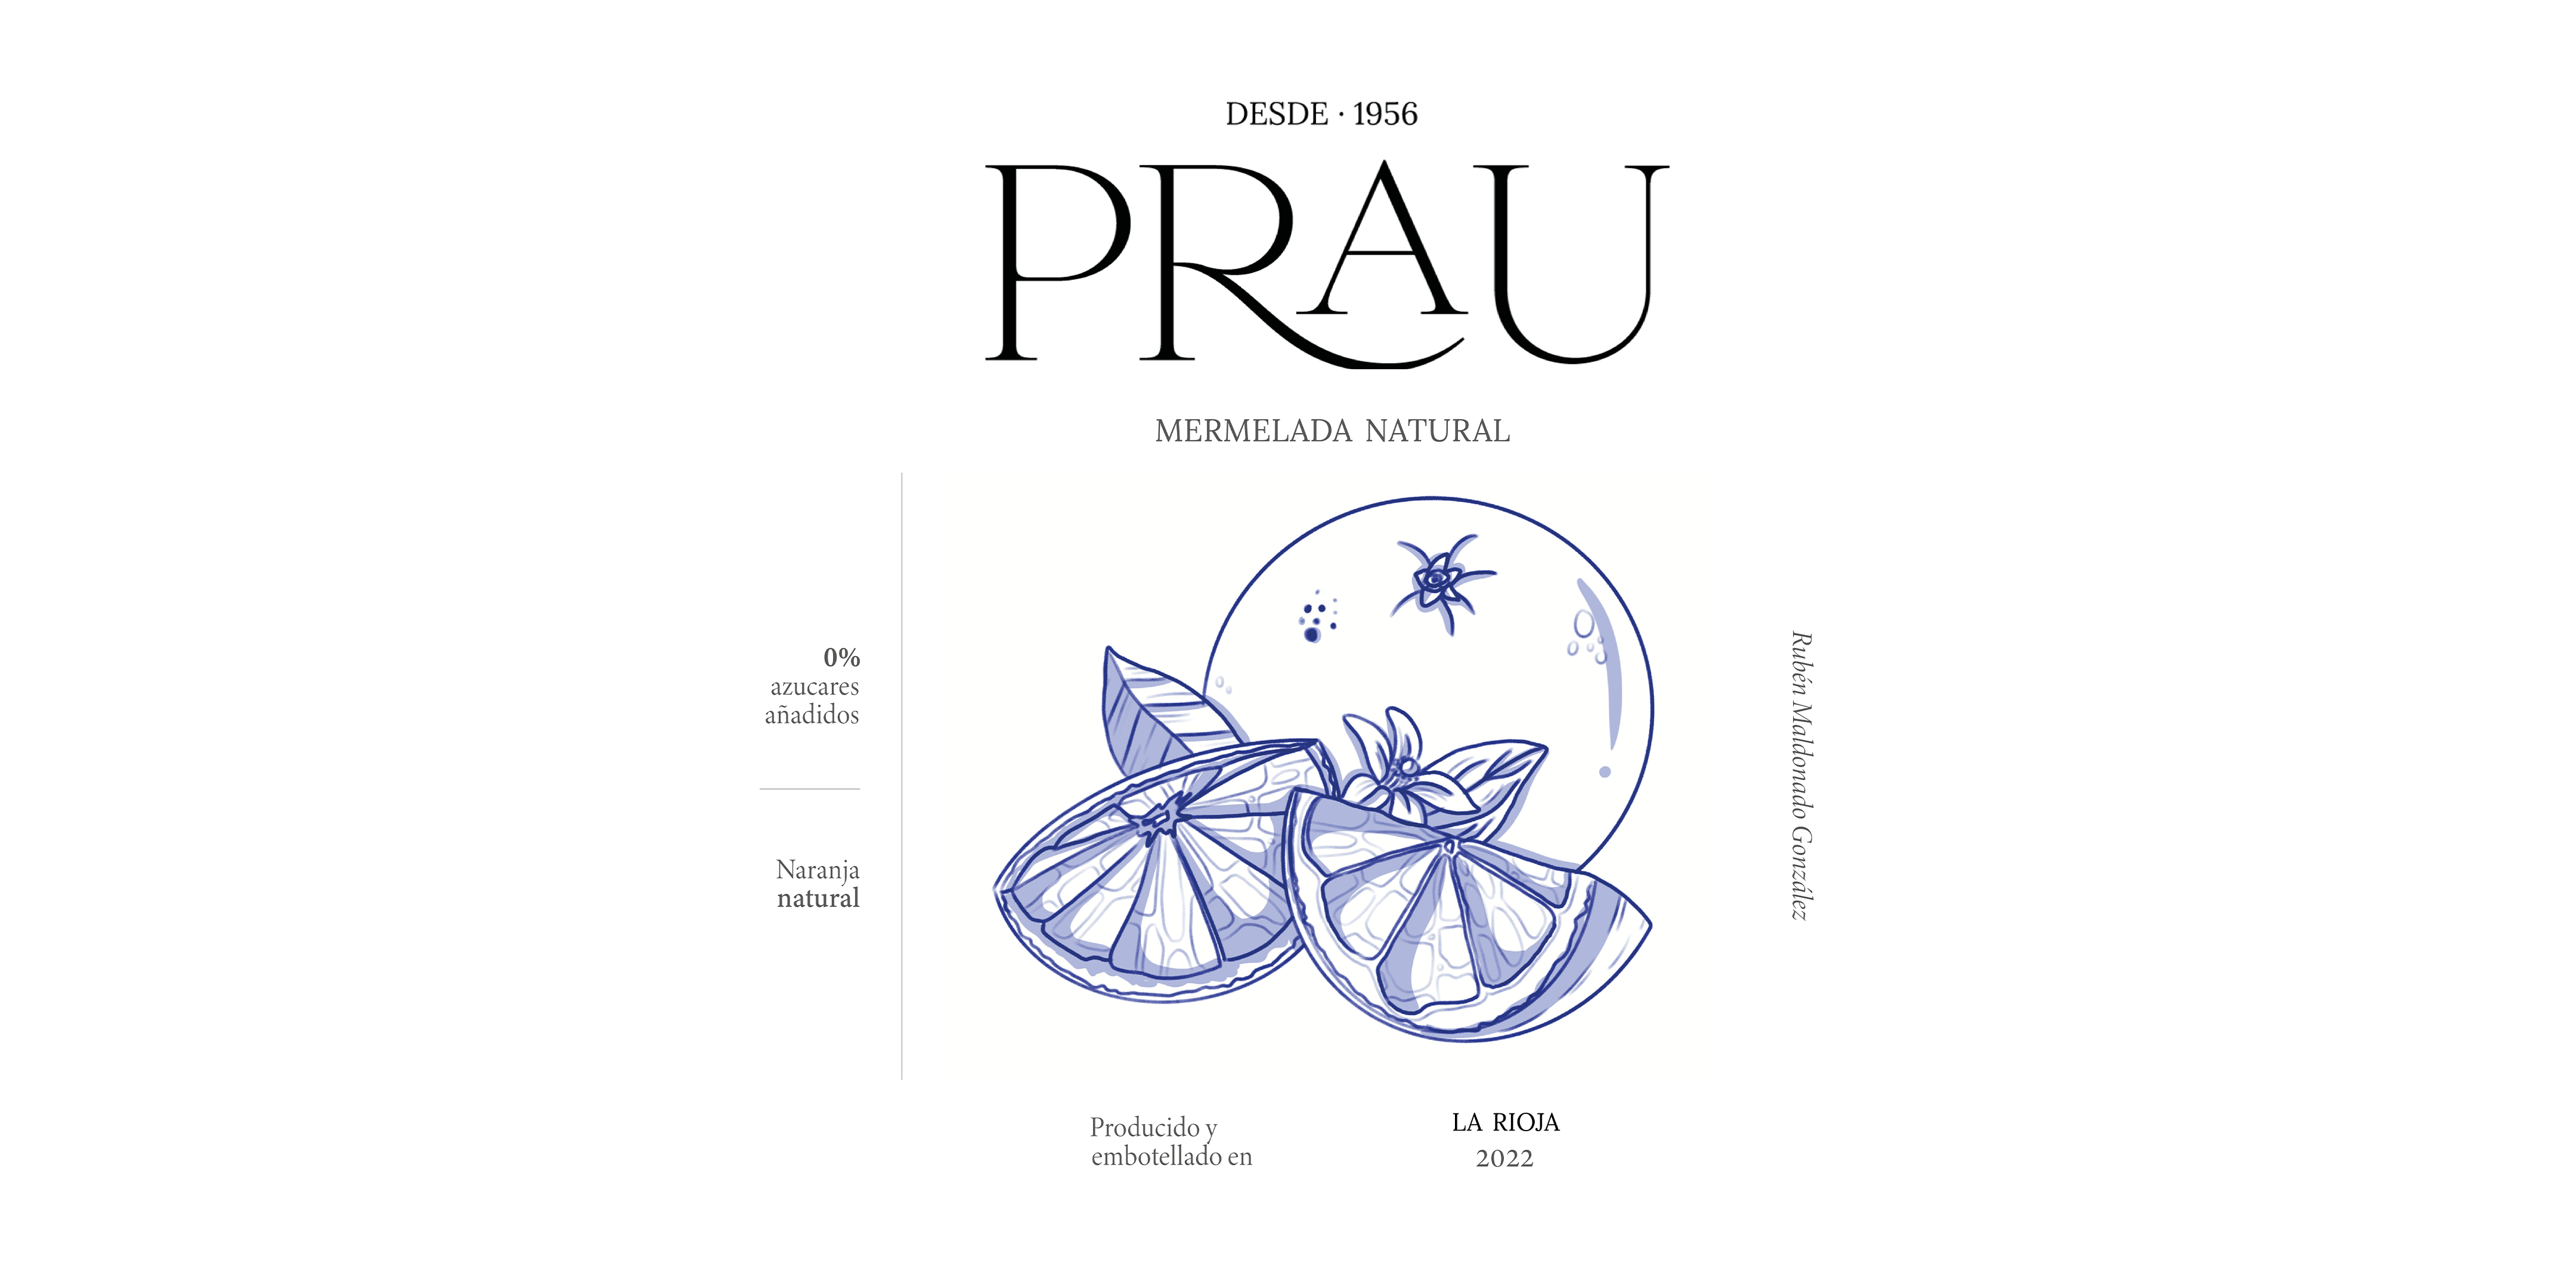 DESDE · 1956
PRAU
MERMELADA NATURAL
0%
azucares
añadidos
Naranja
natural
Rubén Maldonado González
Producido y
embotellado en
LA RIOJA
2022